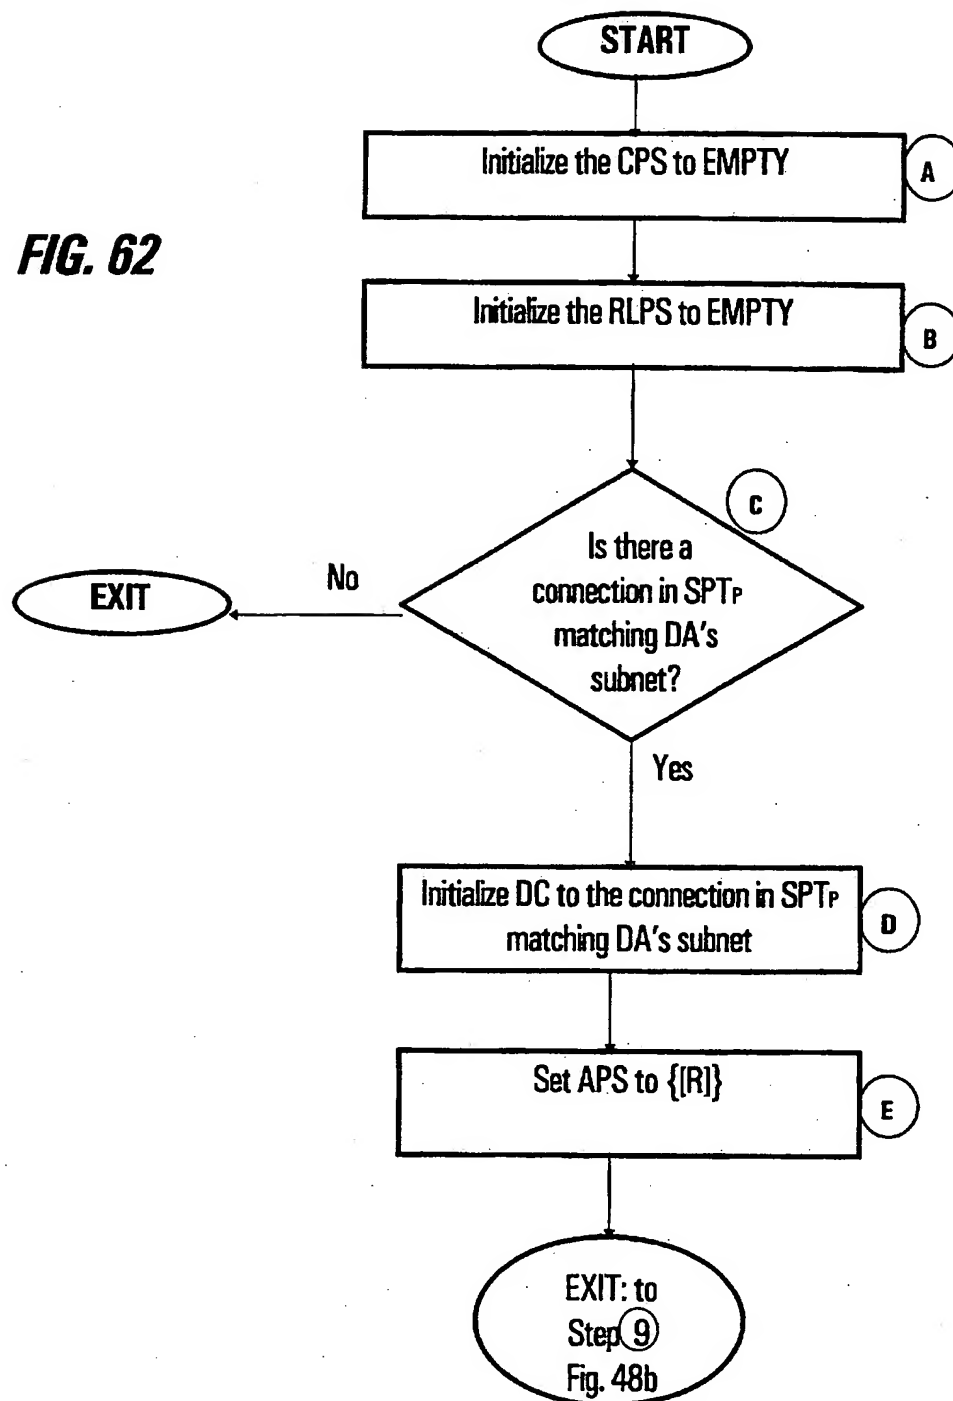 START
Initialize the CPS to EMPTY
A
FIG. 62
Initialize the RLPS to EMPTY
B
C
Is there a
connection in SPTP
matching DA's
subnet?
No
EXIT
Yes
Initialize DC to the connection in SPTP
matching DA's subnet
D
Set APS to {[R]}
E
EXIT: to
Step 9
Fig. 48b